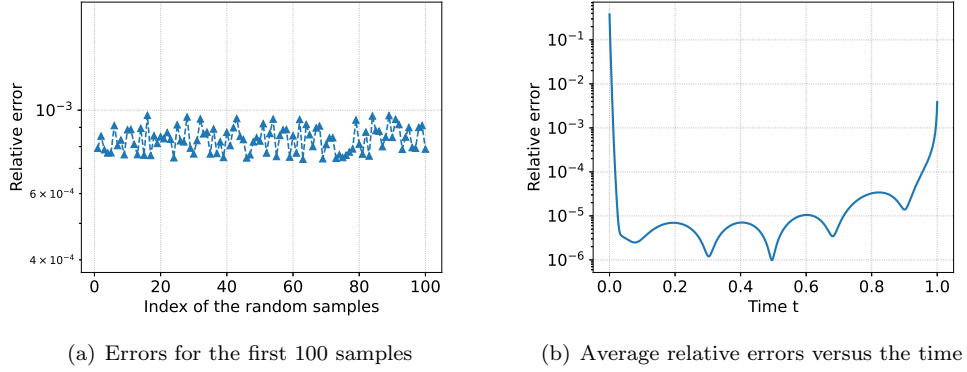 Relative error
10⁻³
6 × 10⁻⁴
4 × 10⁻⁴
0 20 40 60 80 100
Index of the random samples
(a) Errors for the first 100 samples
Relative error
10⁻¹
10⁻²
10⁻³
10⁻⁴
10⁻⁵
10⁻⁶
0.0 0.2 0.4 0.6 0.8 1.0
Time t
(b) Average relative errors versus the time